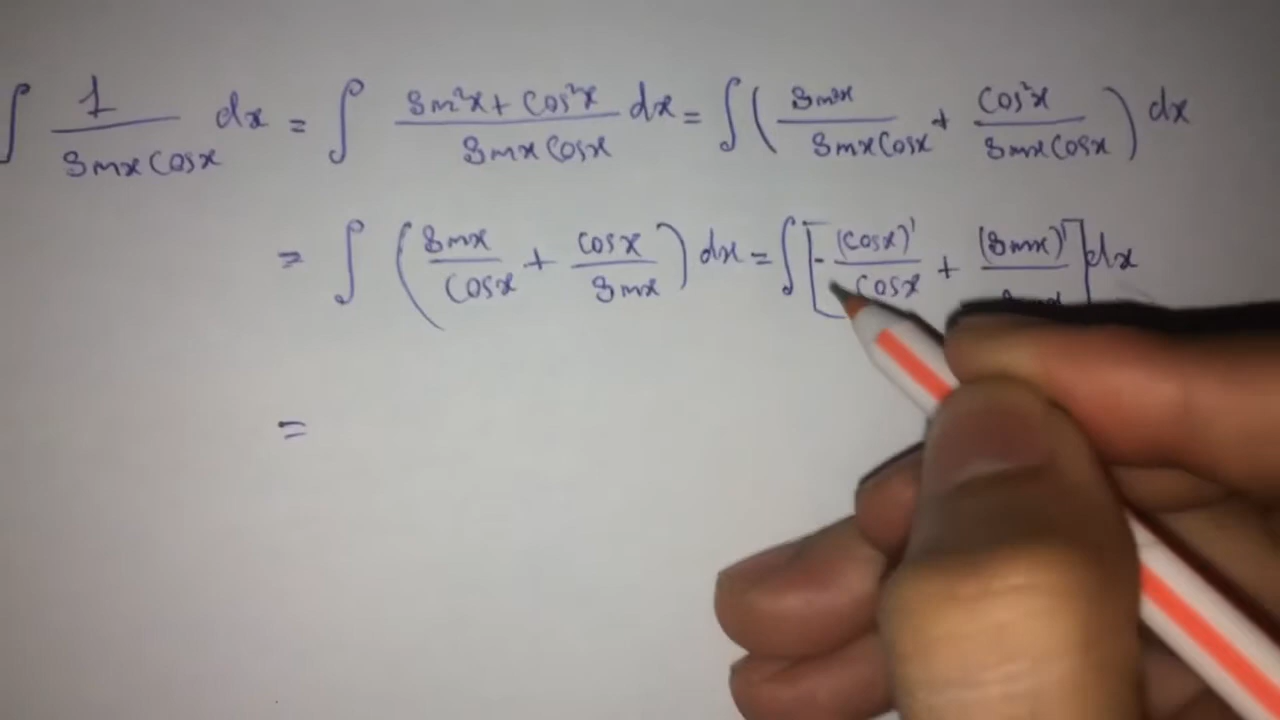 ∫ 1/(sinx cosx) dx = ∫ (sin²x + cos²x)/(sinx cosx) dx = ∫ ( sin²x/(sinx cosx) + cos²x/(sinx cosx) ) dx
= ∫ ( sinx/cosx + cosx/sinx ) dx = ∫ [ - (cosx)'/cosx + (sinx)'/sinx ] dx
=